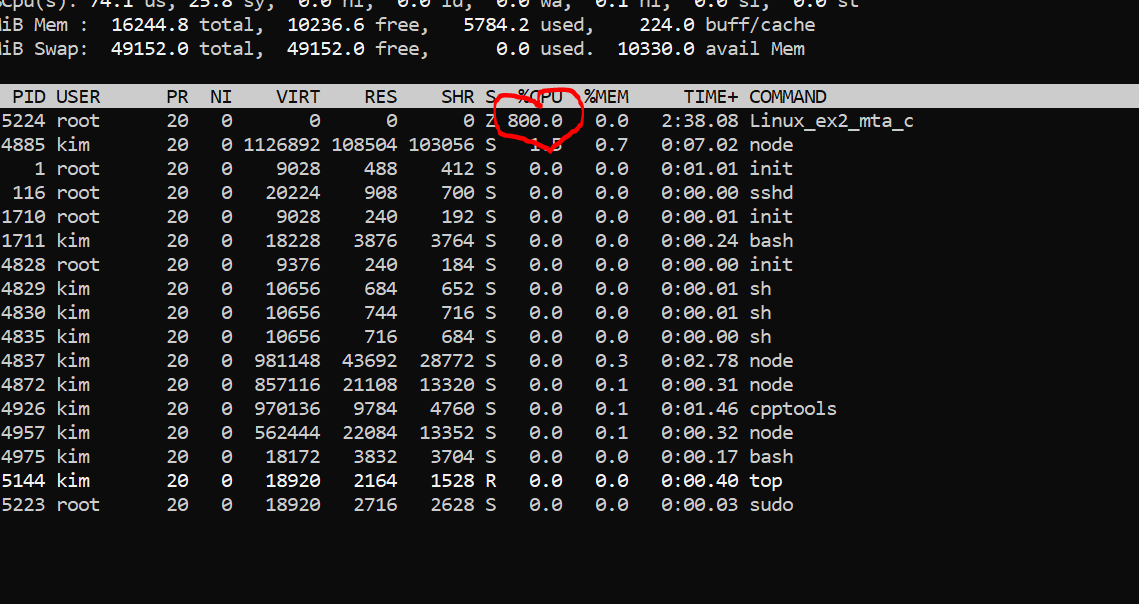 %Cpu(s): 74.1 us, 25.8 sy, 0.0 ni, 0.0 id, 0.0 wa, 0.1 hi, 0.0 si, 0.0 st
iB Mem : 16244.8 total, 10236.6 free, 5784.2 used, 224.0 buff/cache
iB Swap: 49152.0 total, 49152.0 free, 0.0 used. 10330.0 avail Mem
PID USER PR NI VIRT RES SHR S %CPU %MEM TIME+ COMMAND
5224 root 20 0 0 0 0 Z 800.0 0.0 2:38.08 Linux_ex2_mta_c
4885 kim 20 0 1126892 108504 103056 S 1.5 0.7 0:07.02 node
1 root 20 0 9028 488 412 S 0.0 0.0 0:01.01 init
116 root 20 0 20224 908 700 S 0.0 0.0 0:00.00 sshd
1710 root 20 0 9028 240 192 S 0.0 0.0 0:00.01 init
1711 kim 20 0 18228 3876 3764 S 0.0 0.0 0:00.24 bash
4828 root 20 0 9376 240 184 S 0.0 0.0 0:00.00 init
4829 kim 20 0 10656 684 652 S 0.0 0.0 0:00.01 sh
4830 kim 20 0 10656 744 716 S 0.0 0.0 0:00.01 sh
4835 kim 20 0 10656 716 684 S 0.0 0.0 0:00.00 sh
4837 kim 20 0 981148 43692 28772 S 0.0 0.3 0:02.78 node
4872 kim 20 0 857116 21108 13320 S 0.0 0.1 0:00.31 node
4926 kim 20 0 970136 9784 4760 S 0.0 0.1 0:01.46 cpptools
4957 kim 20 0 562444 22084 13352 S 0.0 0.1 0:00.32 node
4975 kim 20 0 18172 3832 3704 S 0.0 0.0 0:00.17 bash
5144 kim 20 0 18920 2164 1528 R 0.0 0.0 0:00.40 top
5223 root 20 0 18920 2716 2628 S 0.0 0.0 0:00.03 sudo